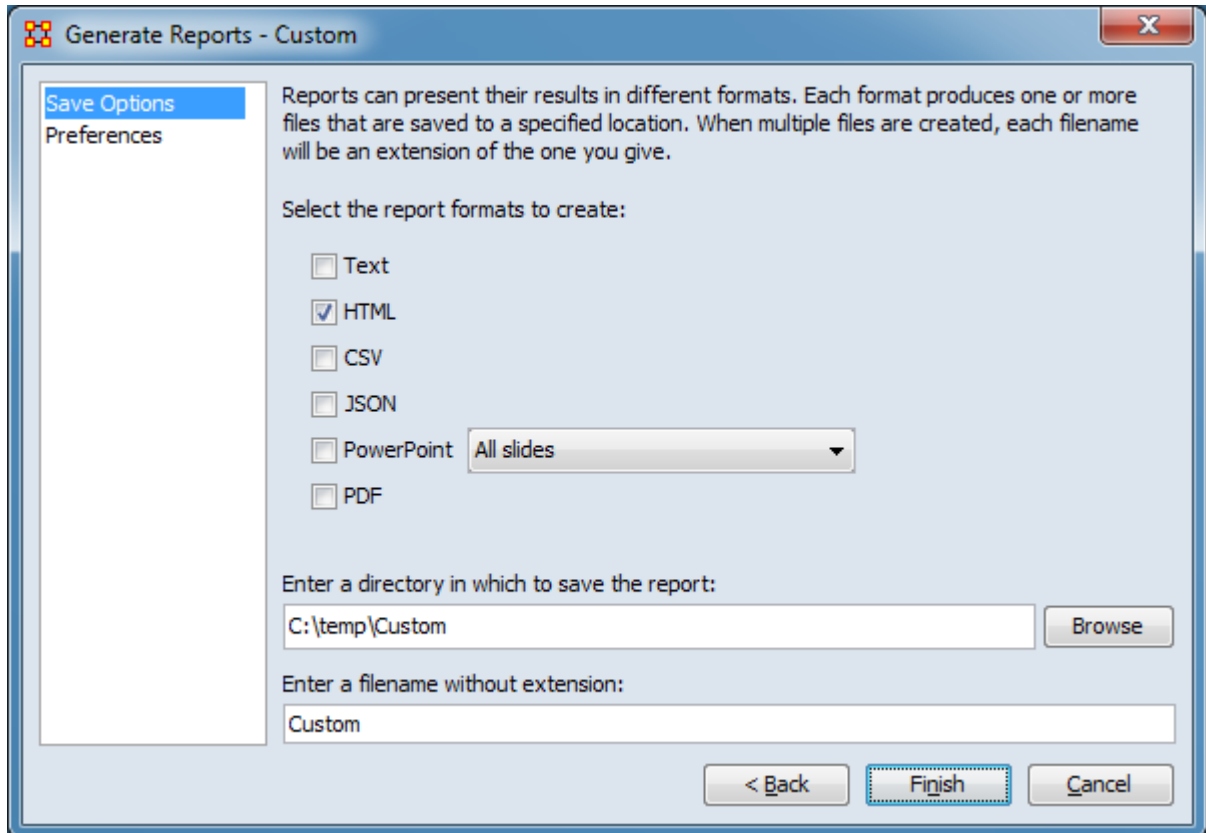 Generate Reports - Custom
Save Options
Preferences
Reports can present their results in different formats. Each format produces one or more
files that are saved to a specified location. When multiple files are created, each filename
will be an extension of the one you give.
Select the report formats to create:
Text
HTML
CSV
JSON
PowerPoint All slides
PDF
Enter a directory in which to save the report:
C:\temp\Custom Browse
Enter a filename without extension:
Custom
< Back Finish Cancel